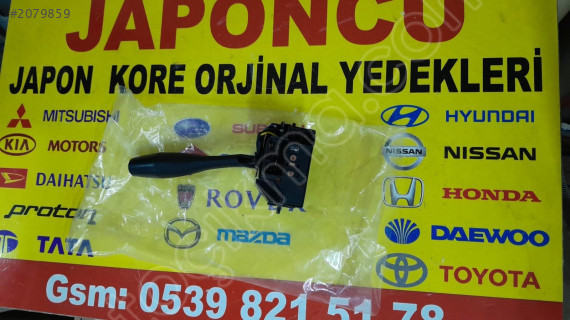 #2079859
JAPONCU
JAPON KORE ORJİNAL YEDEKLERİ
MITSUBISHI
HYUNDAI
KIA MOTORS
NISSAN
DAIHATSU
ROVER
HONDA
proton
mazda
DAEWOO
TATA
TOYOTA
Gsm: 0539 821 51 78